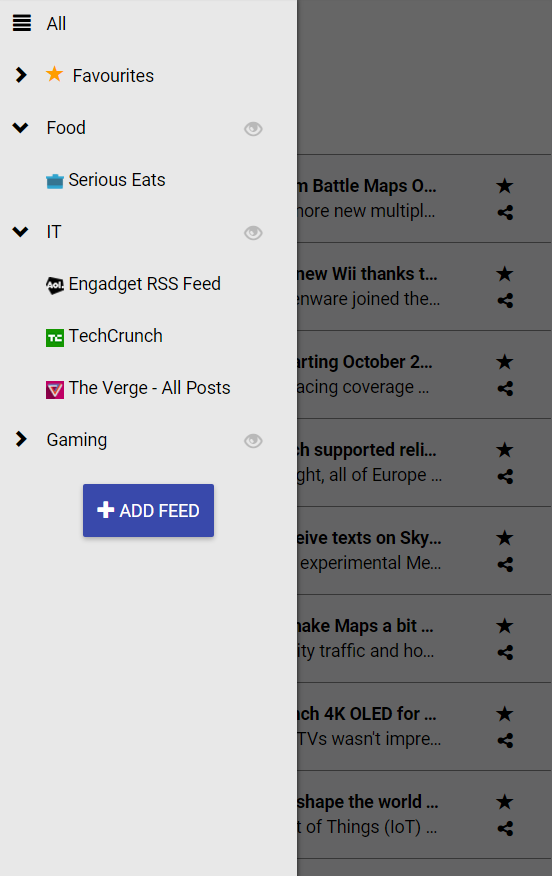 All
Favourites
Food
Serious Eats
IT
Aol.
Engadget RSS Feed
TechCrunch
The Verge - All Posts
Gaming
ADD FEED
m Battle Maps O...
more new multipl...
new Wii thanks t...
enware joined the...
arting October 2...
acing coverage ...
ch supported reli...
ght, all of Europe ...
eive texts on Sky...
experimental Me...
make Maps a bit ...
ity traffic and ho...
nch 4K OLED for ...
TVs wasn't impre...
shape the world ...
t of Things (IoT) ...